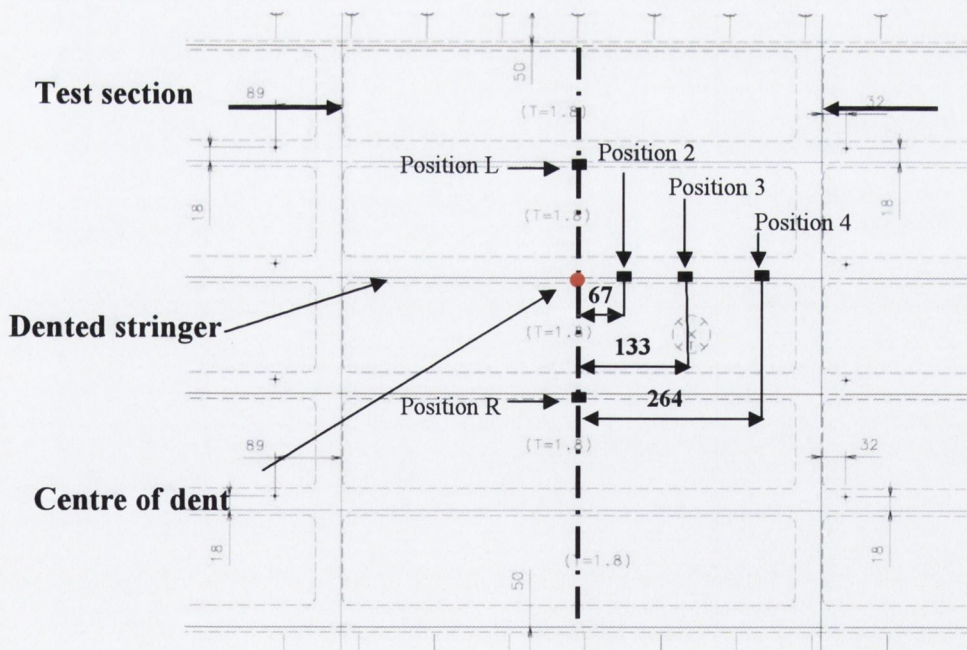 50
Test section
89
(T=1.8)
32
Position L
Position 2
Position 3
18
(T=1.8)
18
Position 4
67
Dented stringer
(T=1.8)
133
Position R
264
89
(T=1.8)
32
Centre of dent
18
18
(T=1.8)
50